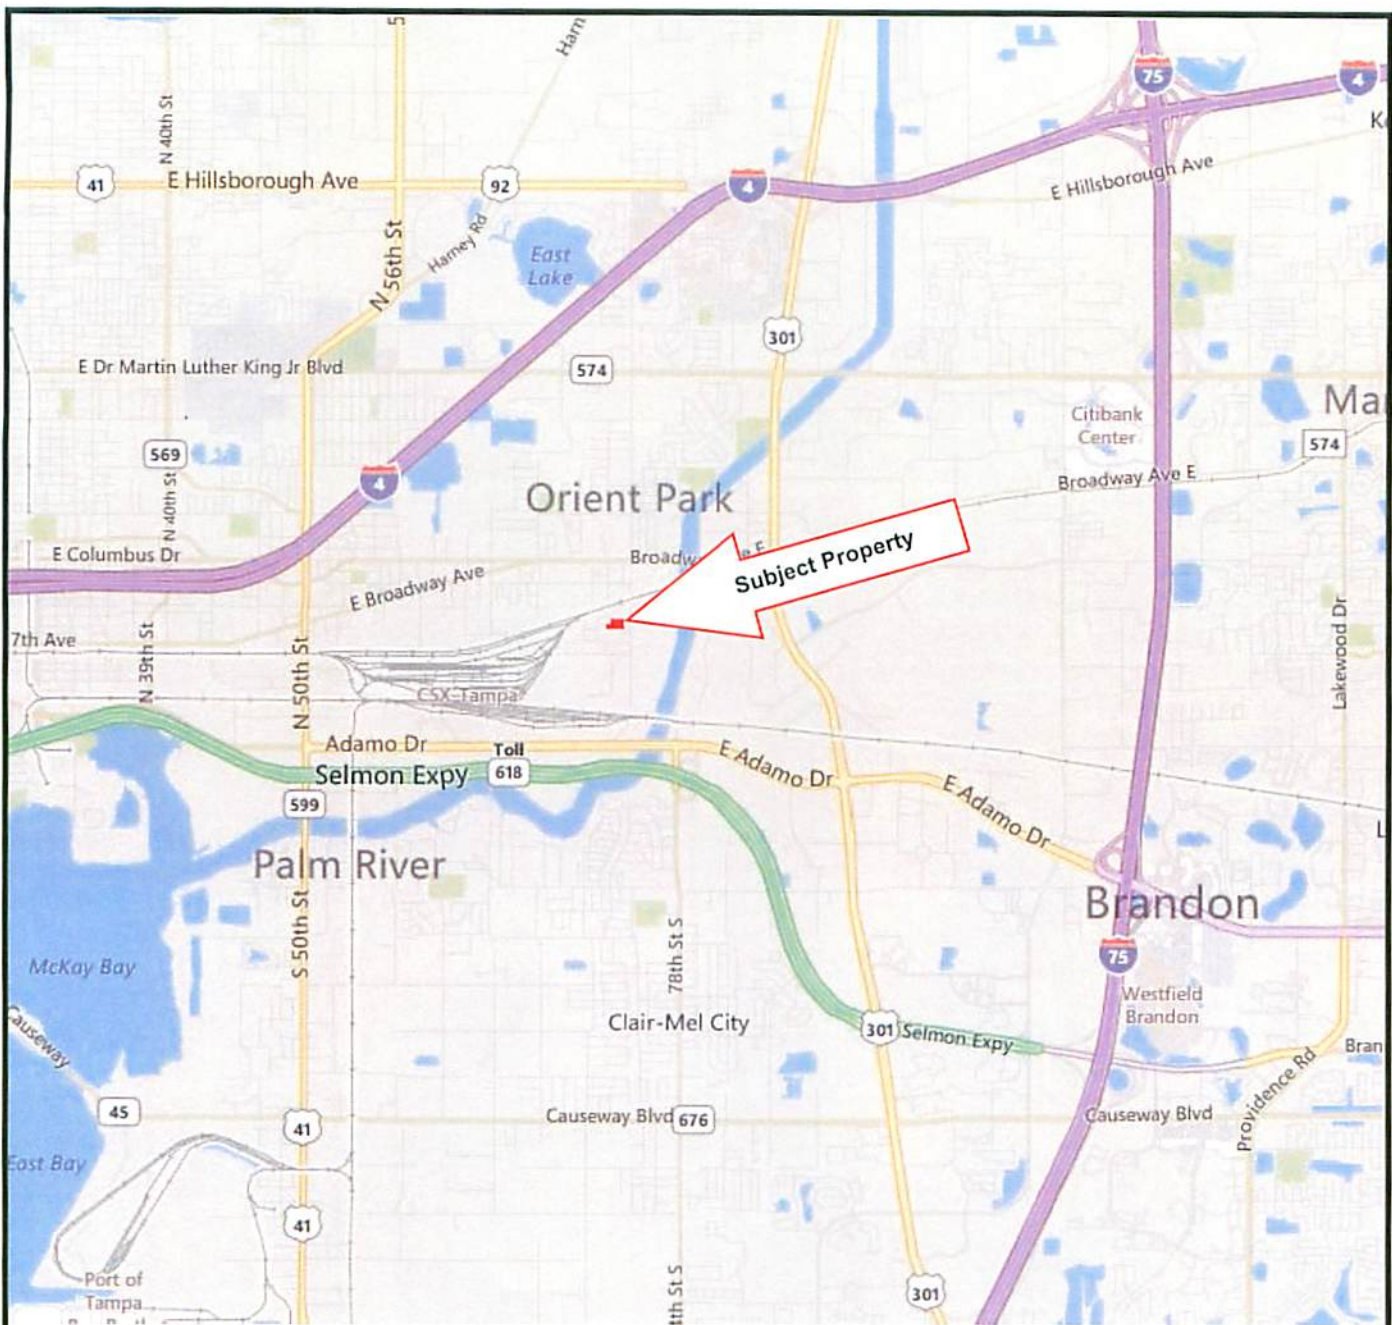 5
Harn
75
4
N 40th St
K
41
E Hillsborough Ave
92
4
E Hillsborough Ave
N 56th St
Harney Rd
East
Lake
301
E Dr Martin Luther King Jr Blvd
574
Citibank
Center
Mar
574
569
4
N 40th St
Orient Park
Broadway Ave E
E Columbus Dr
Broadw
e E
Subject Property
E Broadway Ave
7th Ave
N 39th St
N 50th St
Lakewood Dr
CSX-Tampa
Adamo Dr
Toll
E Adamo Dr
Selmon Expy
618
599
E Adamo Dr
L
Palm River
Brandon
S 50th St
78th St S
McKay Bay
75
Westfield
Brandon
Clair-Mel City
301
Selmon Expy
Causeway
Bran
Providence Rd
45
41
Causeway Blvd
676
Causeway Blvd
East Bay
41
Port of
Tampa
th St S
301